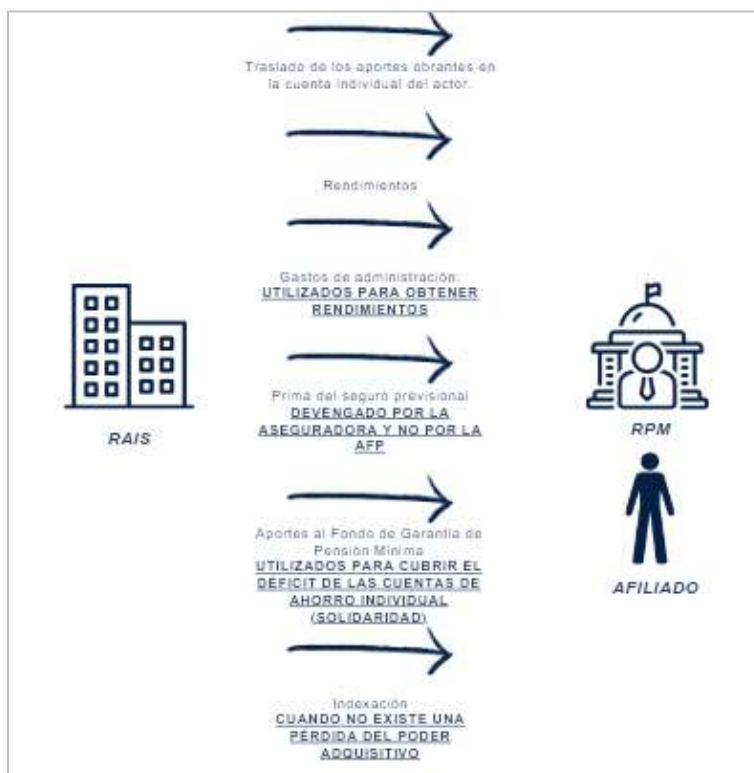 Traslado de los aportes obrantes en
la cuenta individual del actor.
Rendimientos
Gastos de administración.
UTILIZADOS PARA OBTENER
RENDIMIENTOS
Prima del seguro previsional
DEVENGADO POR LA
ASEGURADORA Y NO POR LA
AFP
Aportes al Fondo de Garantía de
Pensión Mínima
UTILIZADOS PARA CUBRIR EL
DÉFICIT DE LAS CUENTAS DE
AHORRO INDIVIDUAL
(SOLIDARIDAD)
Indexación
CUANDO NO EXISTE UNA
PÉRDIDA DEL PODER
ADQUISITIVO
RAIS
RPM
AFILIADO